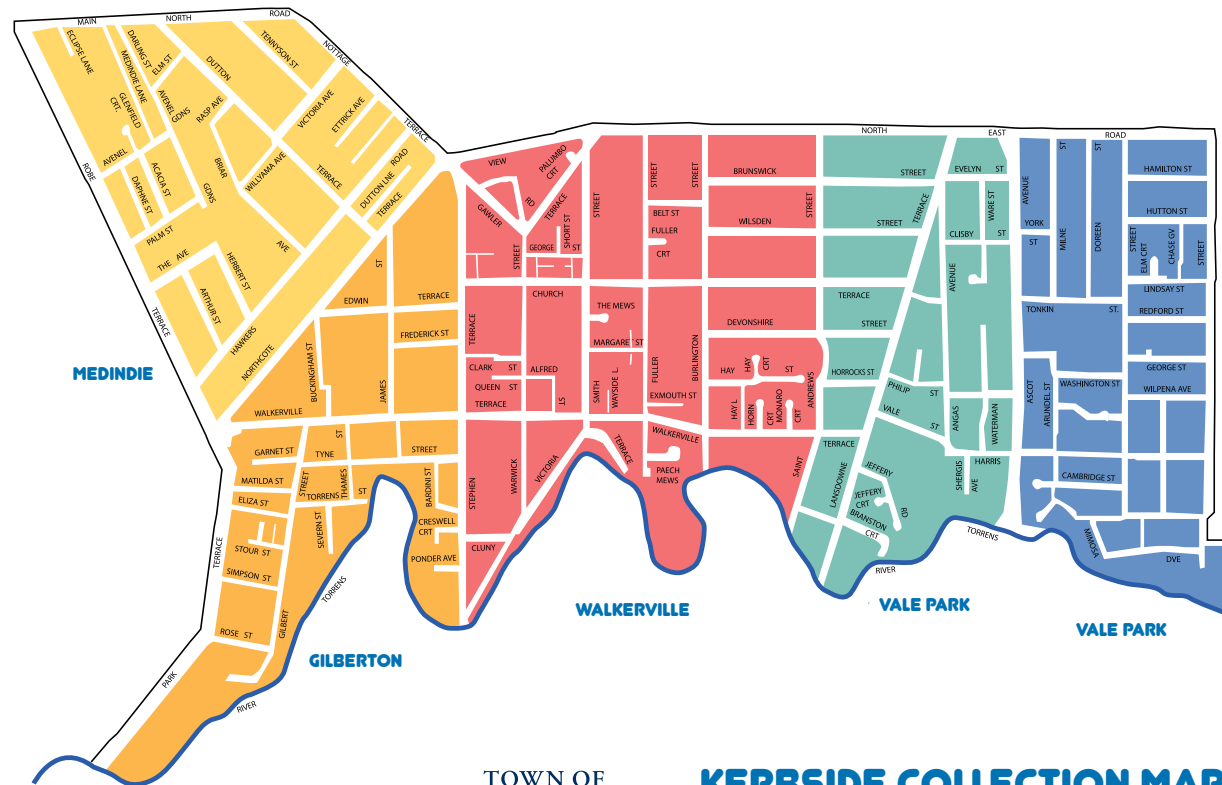 MAIN NORTH ROAD
ECLIPSE LANE
DARLING ST
MEDINDIE LANE
ELM ST
GLENFIELD CRT.
AVENEL GDNS
RASP AVE
DUTTON TERRACE
TENNYSON ST
NOTTAGE TERRACE
VICTORIA AVE
ETTRICK AVE
ROBE TERRACE
AVENEL GDNS
DAPHNE ST
ACACIA ST
BRIAR AVE
WILLYAMA AVE
DUTTON LNE
HAWKERS ROAD
NORTHCOTE TERRACE
PALM ST
THE AVE
HERBERT ST
ARTHUR ST
MEDINDIE
EDWIN TERRACE
FREDERICK ST
BUCKINGHAM ST
JAMES ST
WALKERVILLE TERRACE
GARNET ST
TYNE STREET
MATILDA ST
ELIZA ST
TORRENS ST
THAMES ST
SEVERN ST
BARDINI ST
CRESWELL CRT
PONDER AVE
STOUR ST
SIMPSON ST
ROSE ST
GILBERT STREET
PARK TERRACE
RIVER TORRENS
GILBERTON
VIEW RD
PALUMBO CRT
GAWLER TERRACE
SHORT ST
GEORGE ST
STEPHEN TERRACE
WARWICK STREET
CHURCH
CLARK ST
ALFRED ST
QUEEN ST
CLUNY
VICTORIA TERRACE
SMITH STREET
THE MEWS
MARGARET ST
WAYSIDE L.
FULLER STREET
BELT ST
FULLER CRT
BURLINGTON STREET
EXMOUTH ST
WALKERVILLE TERRACE
PAECH MEWS
BRUNSWICK STREET
WILSDEN STREET
DEVONSHIRE STREET
HAY ST
HAY CRT
HAY L
HORN CRT
MONARO CRT
SAINT ANDREWS STREET
WALKERVILLE
NORTH EAST ROAD
TERRACE
HORROCKS ST
LANSDOWNE TERRACE
JEFFERY RD
JEFFERY CRT
BRANSTON CRT
PHILIP ST
VALE ST
EVELYN ST
WARE ST
CLISBY ST
ANGAS AVENUE
WATERMAN
SHERGIS AVE
HARRIS
RIVER TORRENS
VALE PARK
ASCOT AVENUE
YORK ST
MILNE ST
DOREEN ST
TONKIN ST.
ARUNDEL ST
WASHINGTON ST
CAMBRIDGE ST
MIMOSA DVE
HAMILTON ST
HUTTON ST
ELM CRT
STREET
CHASE GV
STREET
LINDSAY ST
REDFORD ST
GEORGE ST
WILPENA AVE
VALE PARK
TOWN OF
KERBSIDE COLLECTION MAP